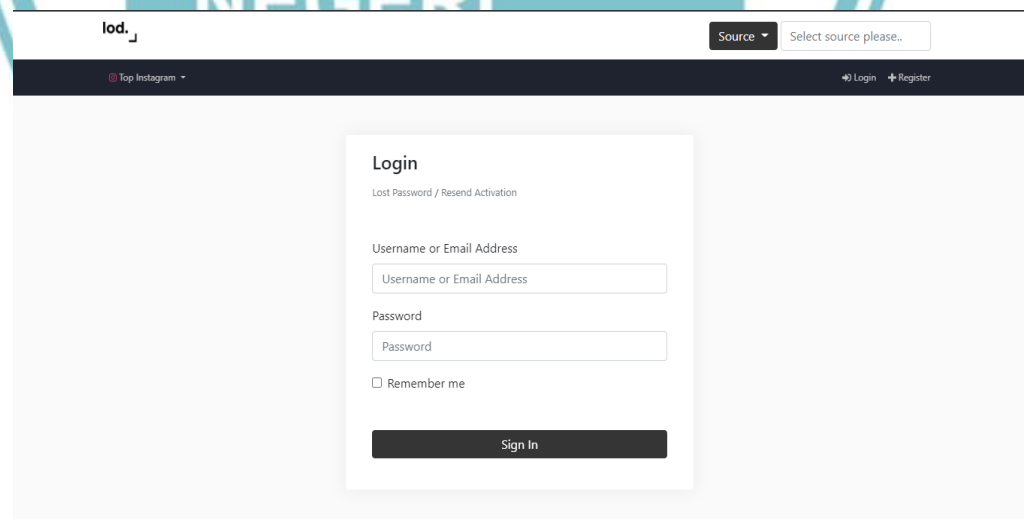 NEGERI
lod.
Source Select source please..
Top Instagram Login Register
Login
Lost Password / Resend Activation
Username or Email Address
Username or Email Address
Password
Password
Remember me
Sign In